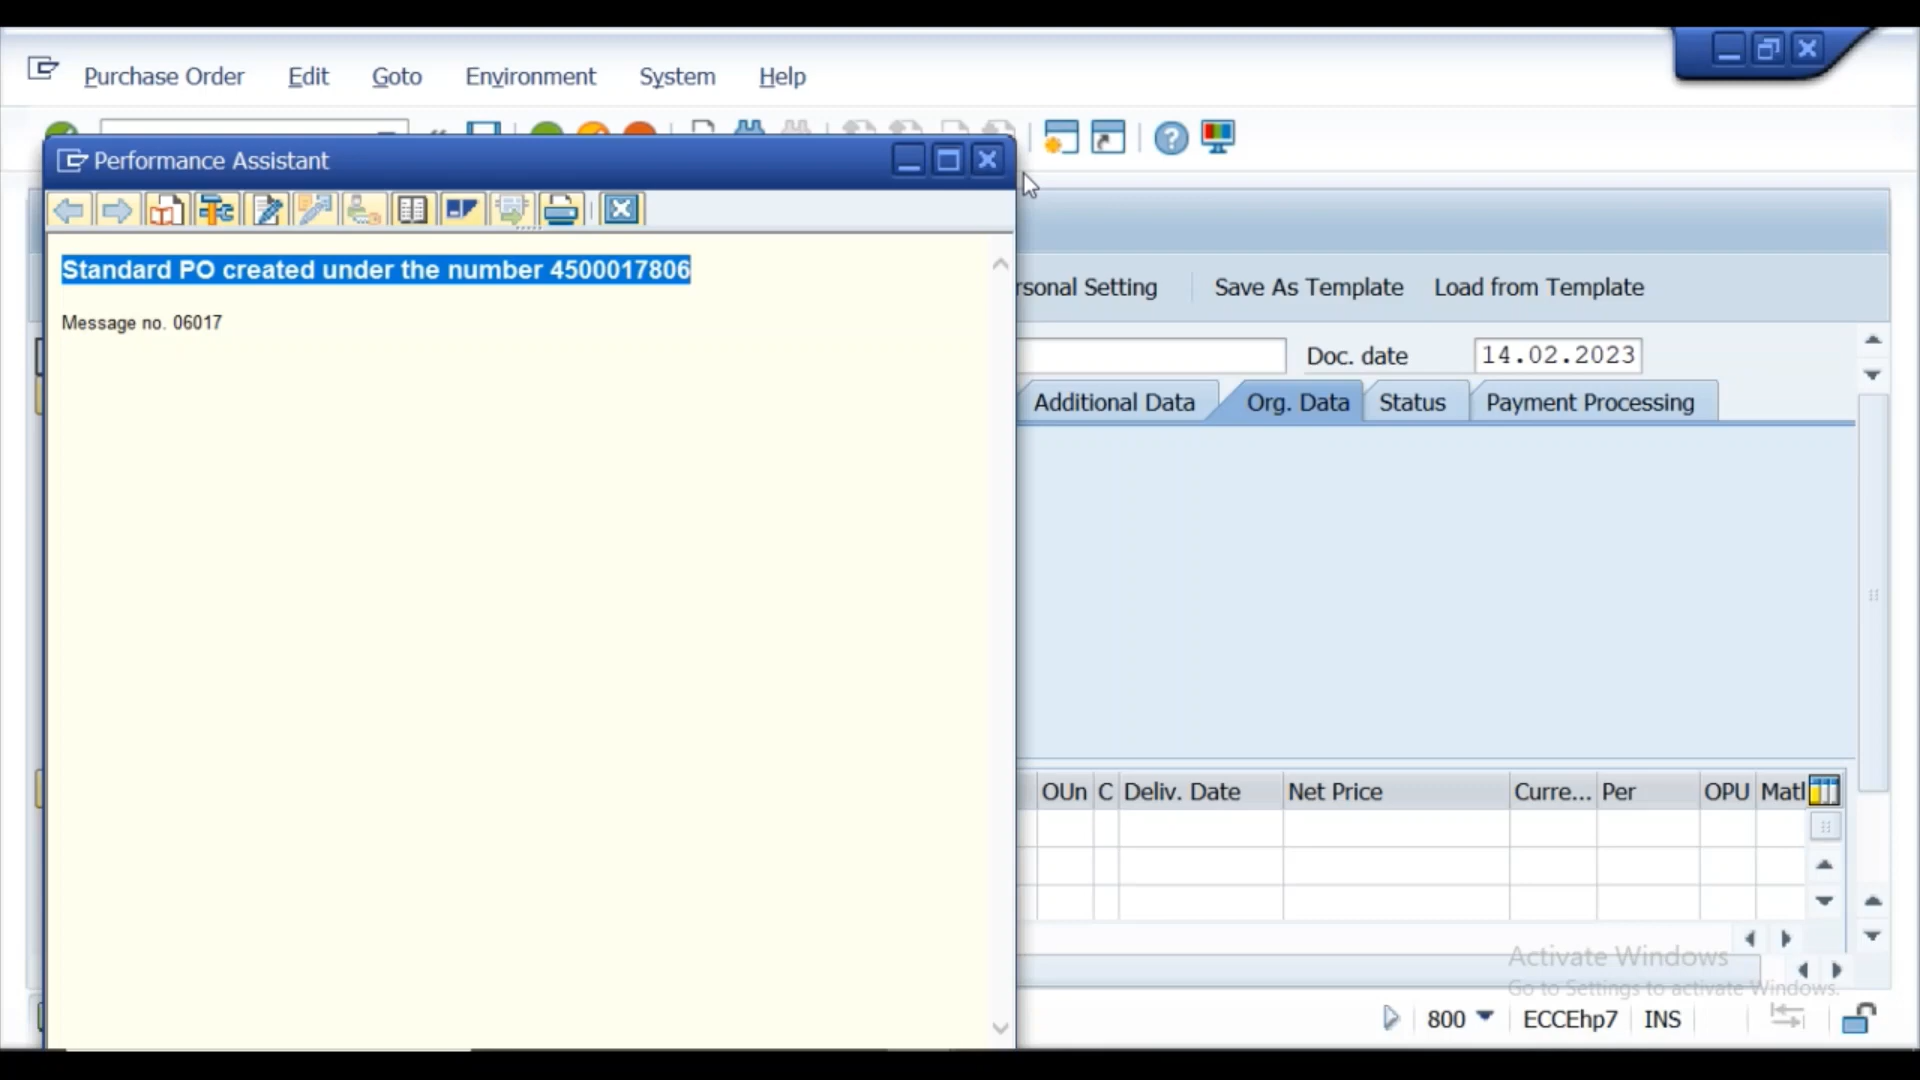 Purchase Order Edit Goto Environment System Help
Performance Assistant
Standard PO created under the number 4500017806
Message no. 06017
rsonal Setting Save As Template Load from Template
Doc. date 14.02.2023
Additional Data Org. Data Status Payment Processing
OUn C Deliv. Date Net Price Curre... Per OPU Matl
Activate Windows
Go to Settings to activate Windows.
800 ECCEhp7 INS